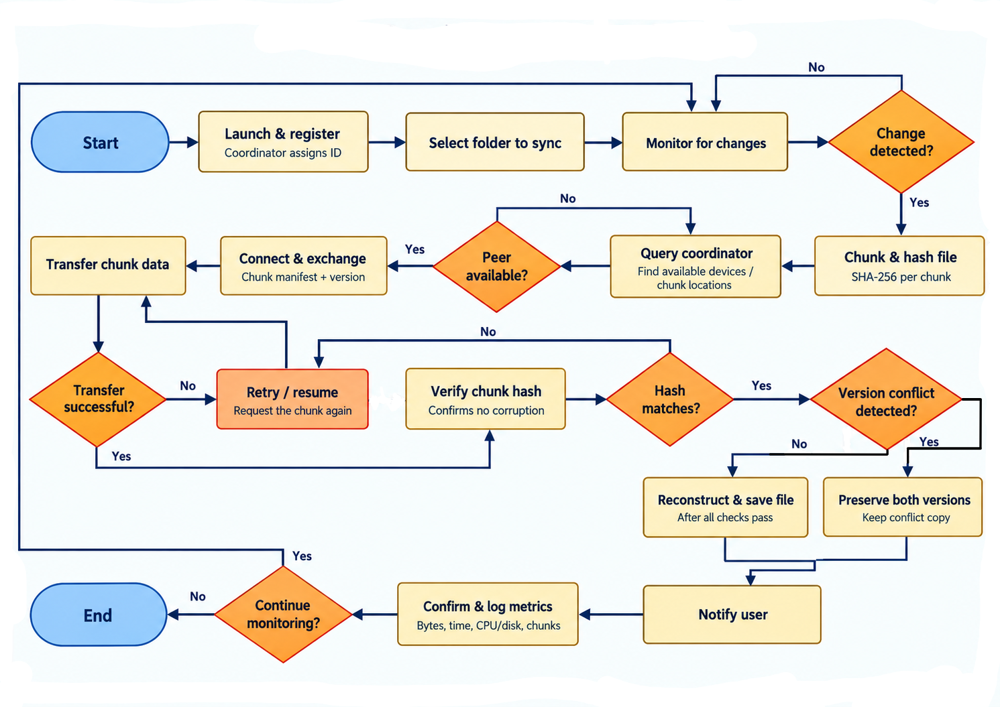 No
Start
Launch & register
Coordinator assigns ID
Select folder to sync
Monitor for changes
Change
detected?
Yes
No
Transfer chunk data
Connect & exchange
Chunk manifest + version
Yes
Peer
available?
Query coordinator
Find available devices /
chunk locations
Chunk & hash file
SHA-256 per chunk
No
Transfer
successful?
No
Retry / resume
Request the chunk again
Verify chunk hash
Confirms no corruption
Hash
matches?
Yes
Version conflict
detected?
Yes
No
Yes
Reconstruct & save file
After all checks pass
Preserve both versions
Keep conflict copy
Yes
End
No
Continue
monitoring?
Confirm & log metrics
Bytes, time, CPU/disk, chunks
Notify user